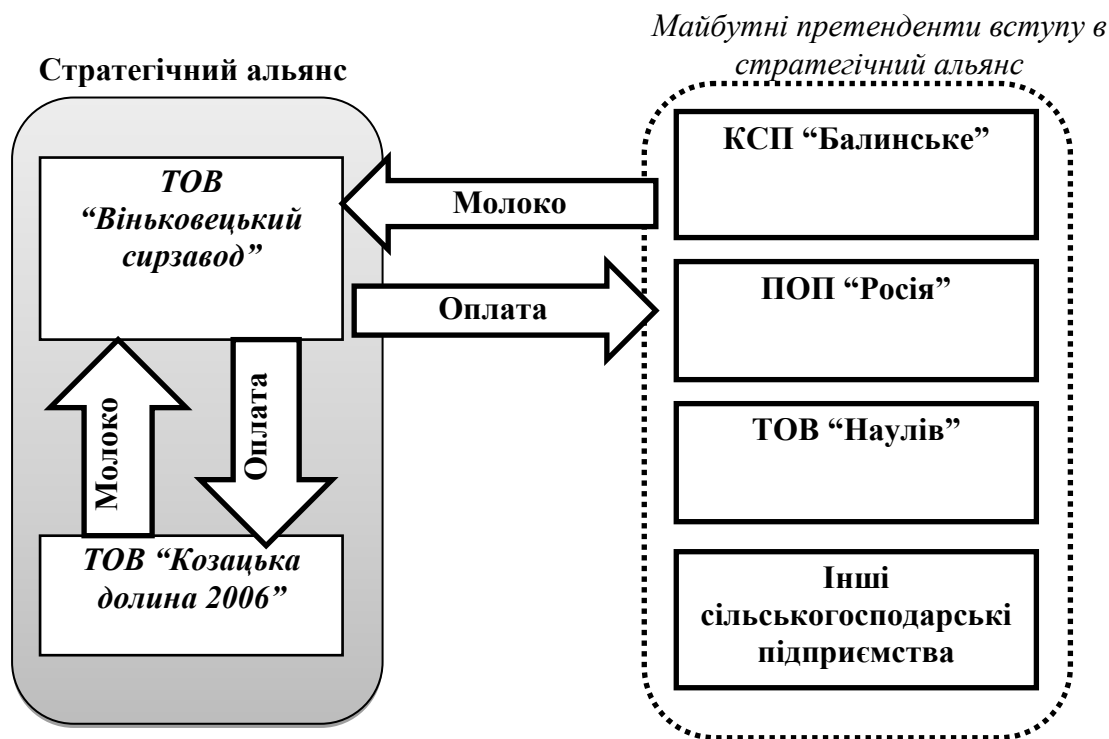 Майбутні претенденти вступу в
стратегічний альянс
Стратегічний альянс
ТОВ
“Віньковецький
сирзавод”
Молоко
Оплата
Молоко
Оплата
ТОВ “Козацька
долина 2006”
КСП “Балинське”
ПОП “Росія”
ТОВ “Наулів”
Інші
сільськогосподарські
підприємства